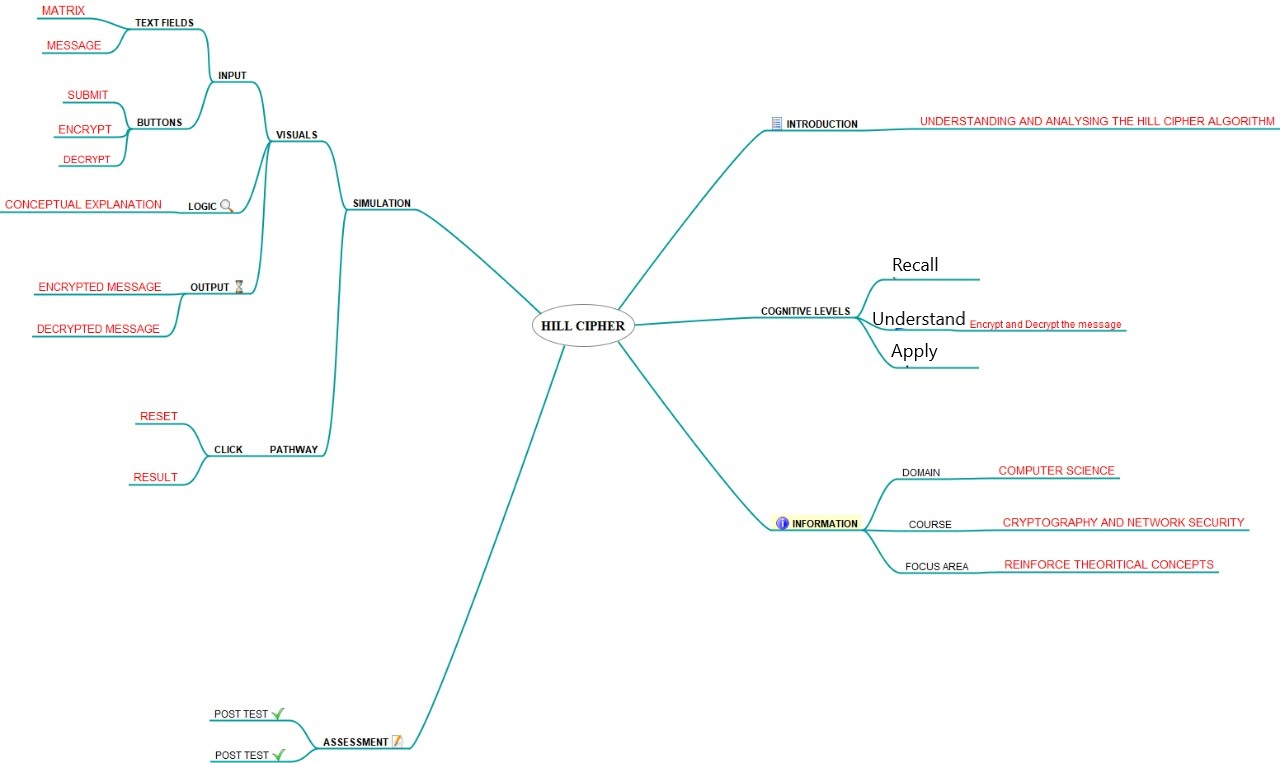 MATRIX
MESSAGE
TEXT FIELDS
INPUT
SUBMIT
ENCRYPT
DECRYPT
BUTTONS
VISUALS
CONCEPTUAL EXPLANATION
LOGIC
SIMULATION
ENCRYPTED MESSAGE
DECRYPTED MESSAGE
OUTPUT
RESET
RESULT
CLICK
PATHWAY
HILL CIPHER
INTRODUCTION
UNDERSTANDING AND ANALYSING THE HILL CIPHER ALGORITHM
COGNITIVE LEVELS
Recall
Understand
Encrypt and Decrypt the message
Apply
INFORMATION
DOMAIN
COMPUTER SCIENCE
COURSE
CRYPTOGRAPHY AND NETWORK SECURITY
FOCUS AREA
REINFORCE THEORITICAL CONCEPTS
POST TEST
POST TEST
ASSESSMENT